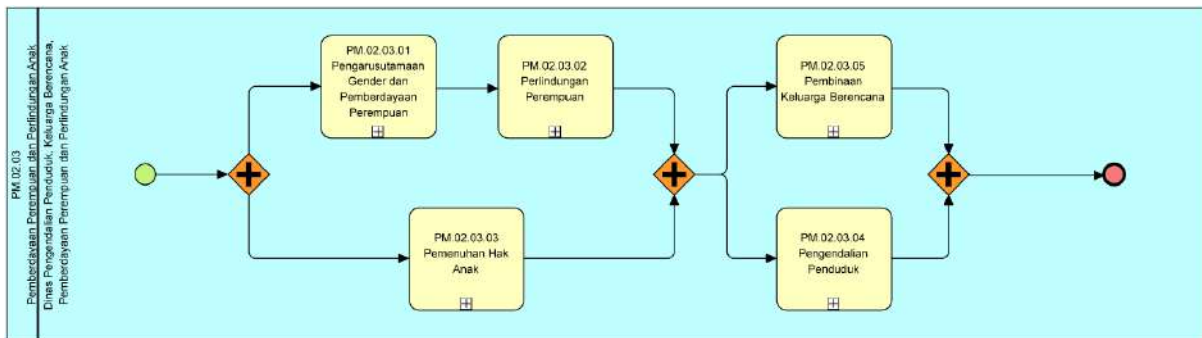 PM.02.03
Pemberdayaan Perempuan dan Perlindungan Anak
Dinas Pengendalian Penduduk, Keluarga Berencana,
Pemberdayaan Perempuan dan Perlindungan Anak
PM.02.03.01
Pengarusutamaan
Gender dan
Pemberdayaan
Perempuan
PM.02.03.02
Perlindungan
Perempuan
PM.02.03.03
Pemenuhan Hak
Anak
PM.02.03.05
Pembinaan
Keluarga Berencana
PM.02.03.04
Pengendalian
Penduduk